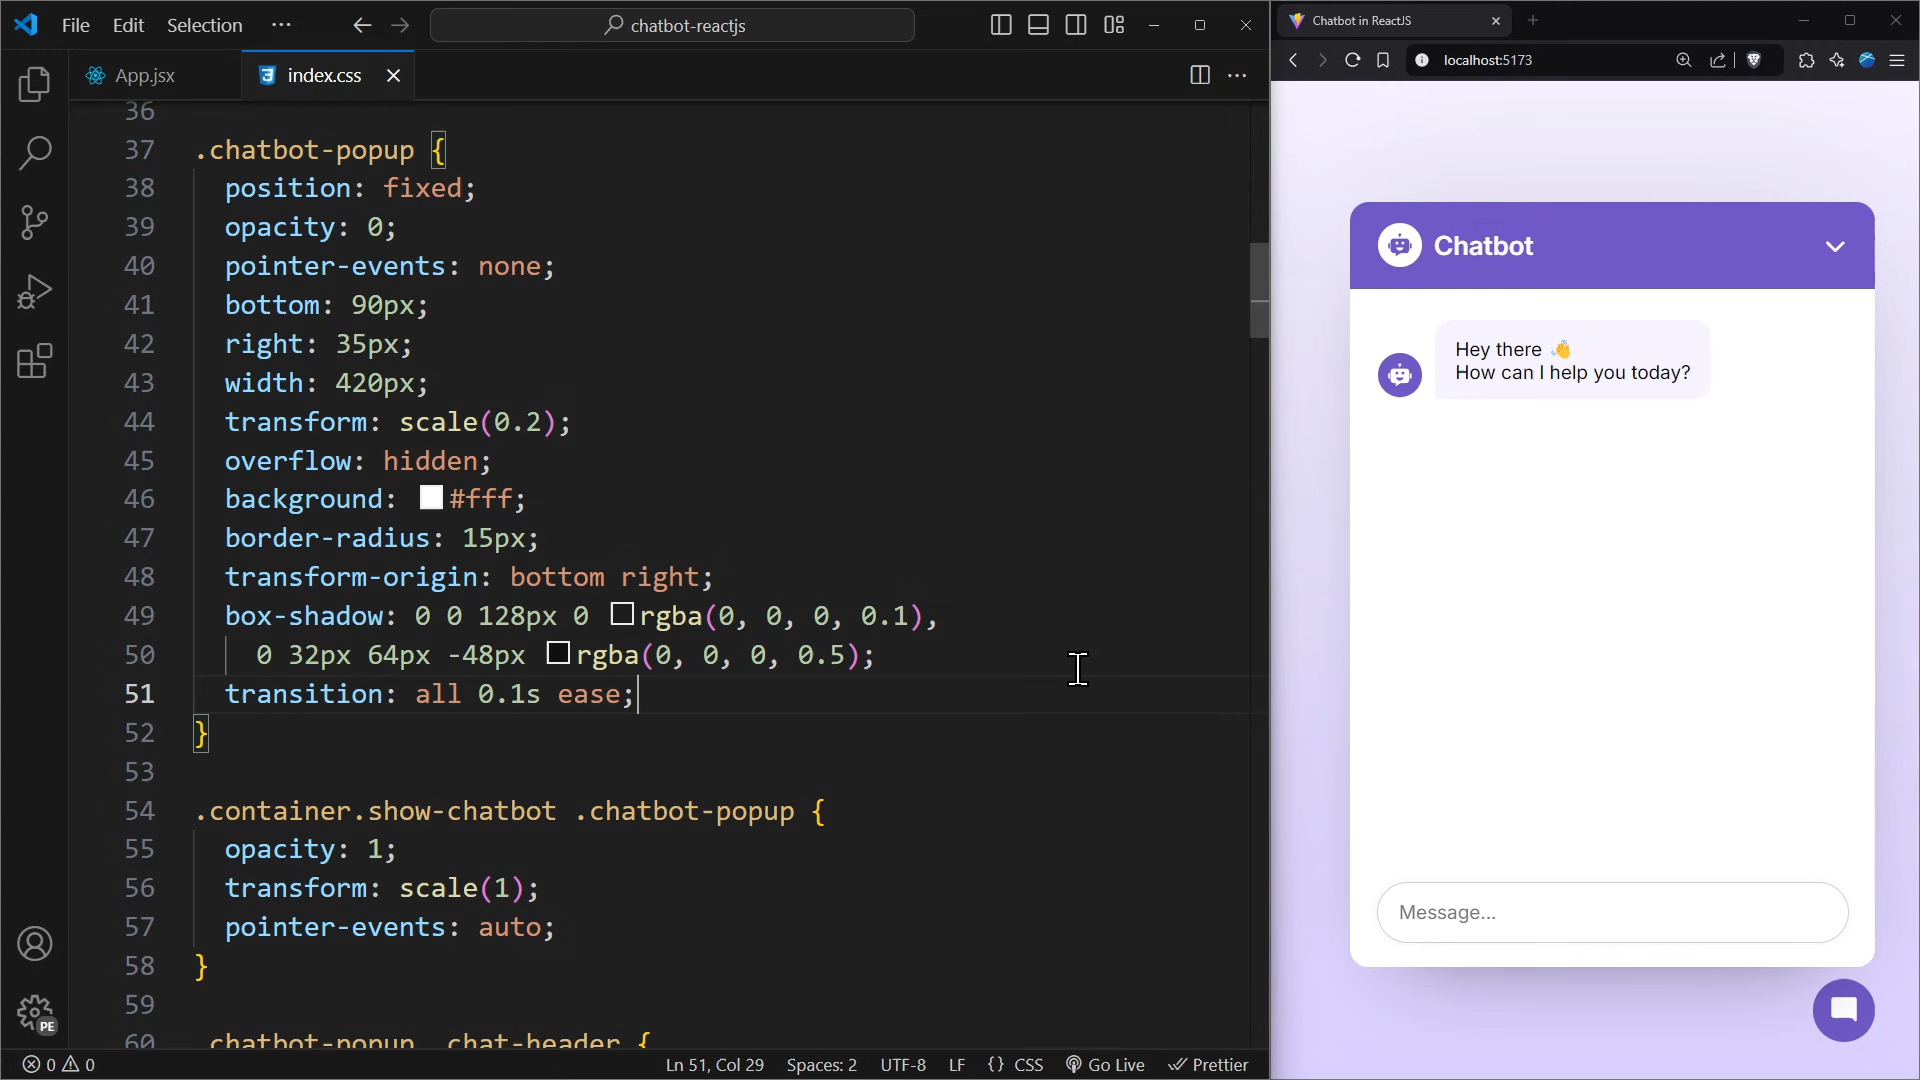 File Edit Selection ···
chatbot-reactjs
App.jsx
index.css
36
37 .chatbot-popup {
38 position: fixed;
39 opacity: 0;
40 pointer-events: none;
41 bottom: 90px;
42 right: 35px;
43 width: 420px;
44 transform: scale(0.2);
45 overflow: hidden;
46 background: #fff;
47 border-radius: 15px;
48 transform-origin: bottom right;
49 box-shadow: 0 0 128px 0 rgba(0, 0, 0, 0.1),
50 0 32px 64px -48px rgba(0, 0, 0, 0.5);
51 transition: all 0.1s ease;
52 }
53
54 .container.show-chatbot .chatbot-popup {
55 opacity: 1;
56 transform: scale(1);
57 pointer-events: auto;
58 }
59
60 .chatbot-popup .chat-header {
PE
0 0
Ln 51, Col 29 Spaces: 2 UTF-8 LF {} CSS Go Live Prettier
Chatbot in ReactJS
localhost:5173
Chatbot
Hey there 👋
How can I help you today?
Message...